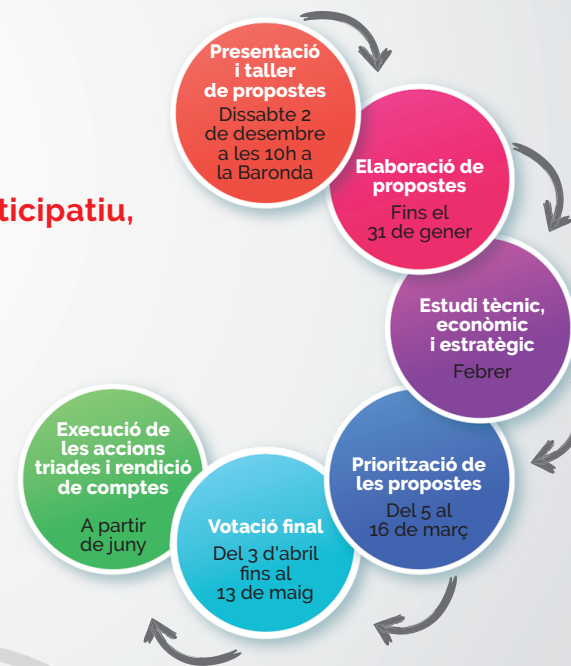 Presentació
i taller
de propostes
Dissabte 2
de desembre
a les 10h a
la Baronda
Elaboració de
propostes
Fins el
31 de gener
ticipatiu,
Estudi tècnic,
econòmic
i estratègic
Febrer
Priorització de
les propostes
Del 5 al
16 de març
Votació final
Del 3 d'abril
fins al
13 de maig
Execució de
les accions
triades i rendició
de comptes
A partir
de juny